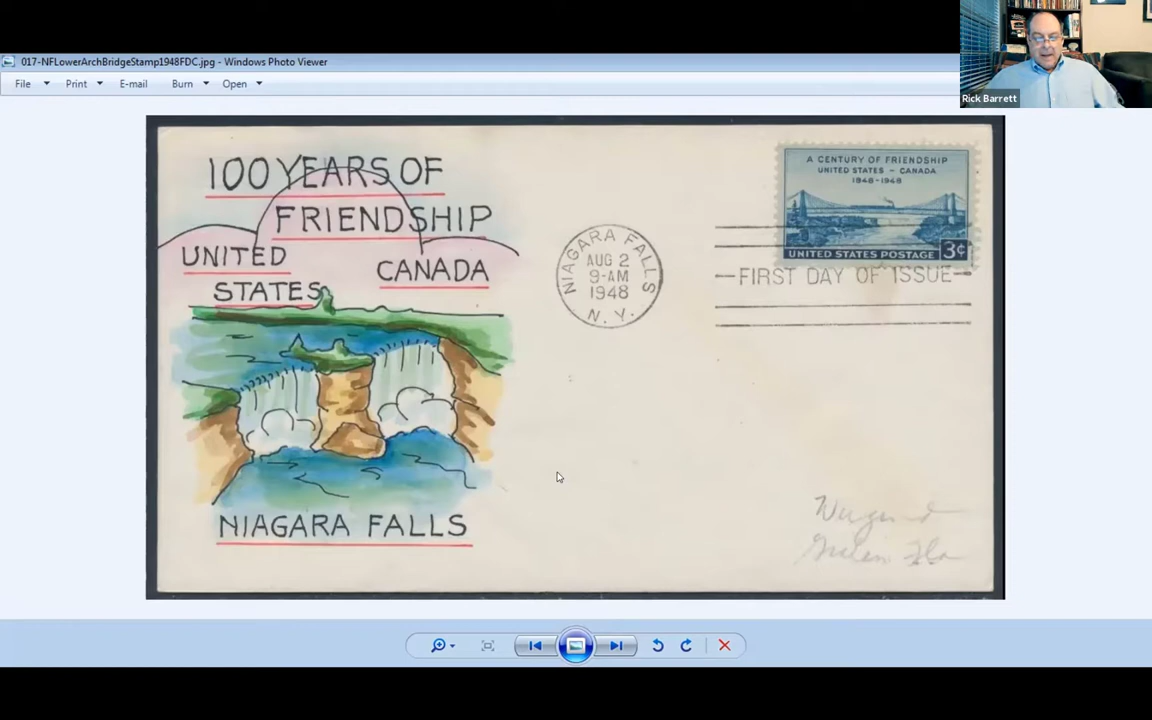 017-NFLowerArchBridgeStamp1948FDC.jpg - Windows Photo Viewer
File Print E-mail Burn Open
Rick Barrett
100 YEARS OF
FRIENDSHIP
UNITED
STATES
CANADA
NIAGARA FALLS
NIAGARA FALLS
AUG 2
9-AM
1948
N. Y.
A CENTURY OF FRIENDSHIP
UNITED STATES - CANADA
1848-1948
UNITED STATES POSTAGE 3¢
FIRST DAY OF ISSUE